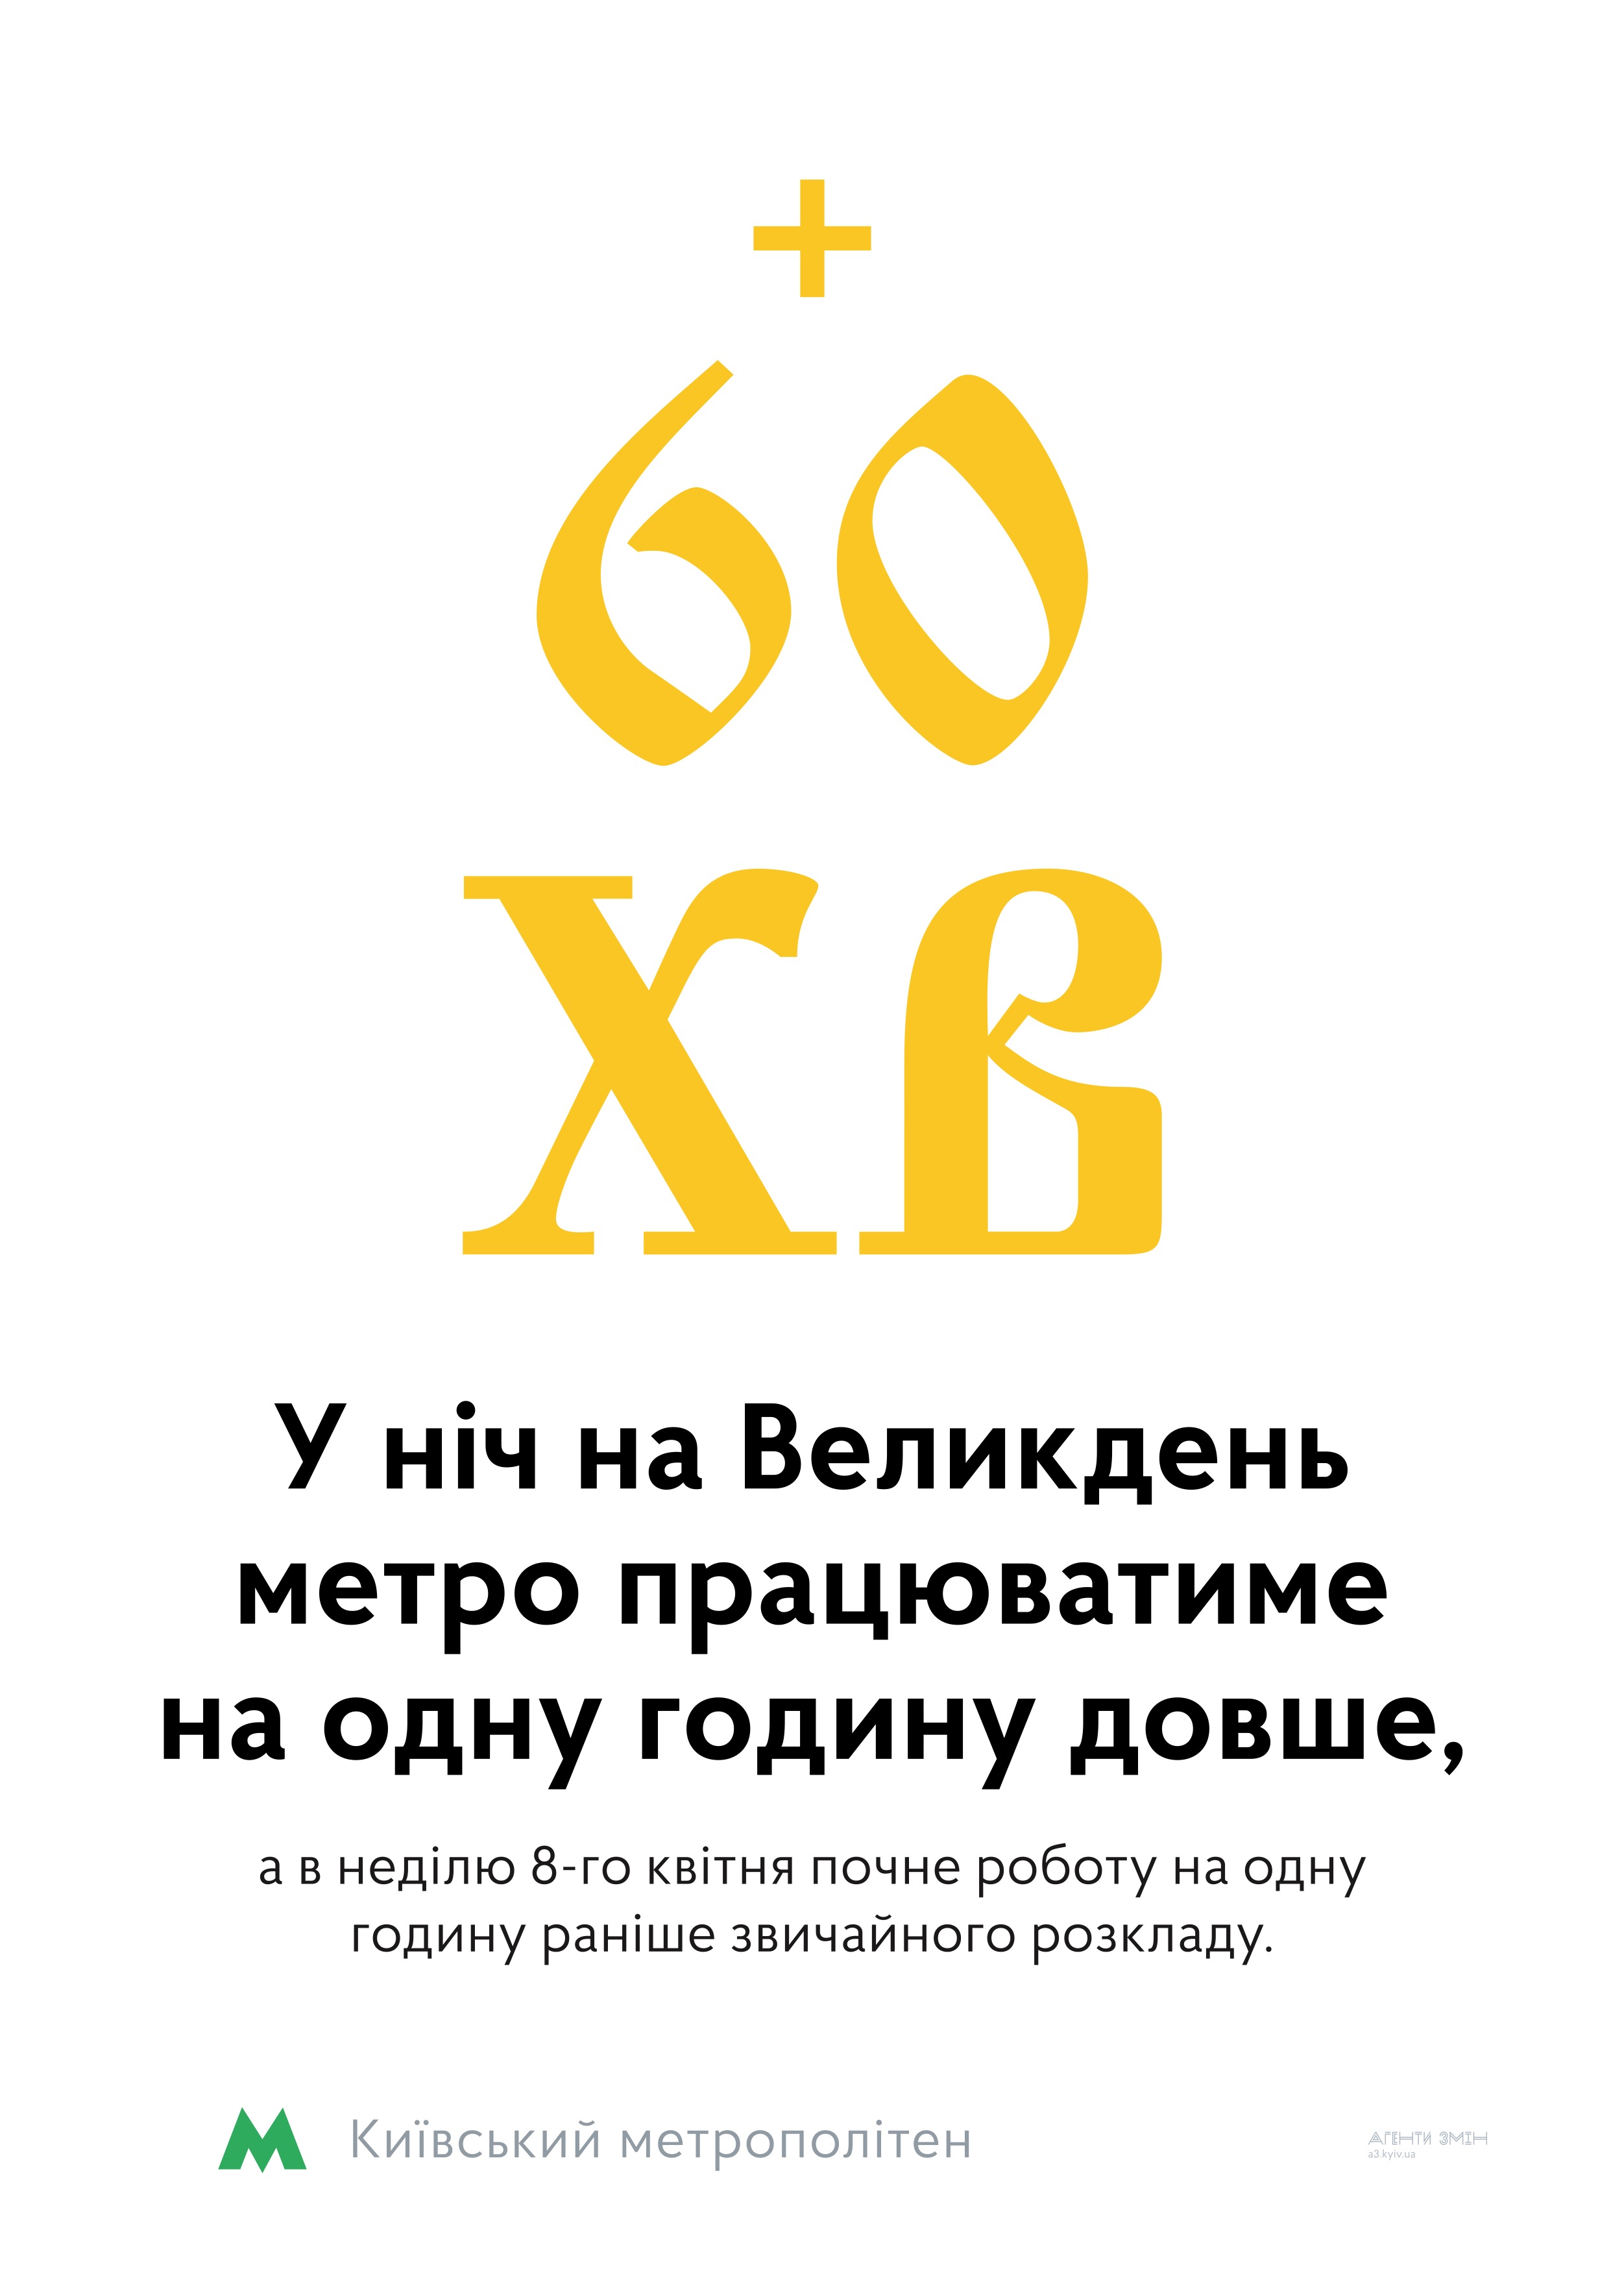 +
60
ХВ
У ніч на Великдень
метро працюватиме
на одну годину довше,
а в неділю 8-го квітня почне роботу на одну
годину раніше звичайного розкладу.
Київський метрополітен
АГЕНТИ ЗМІН
a3.kyiv.ua